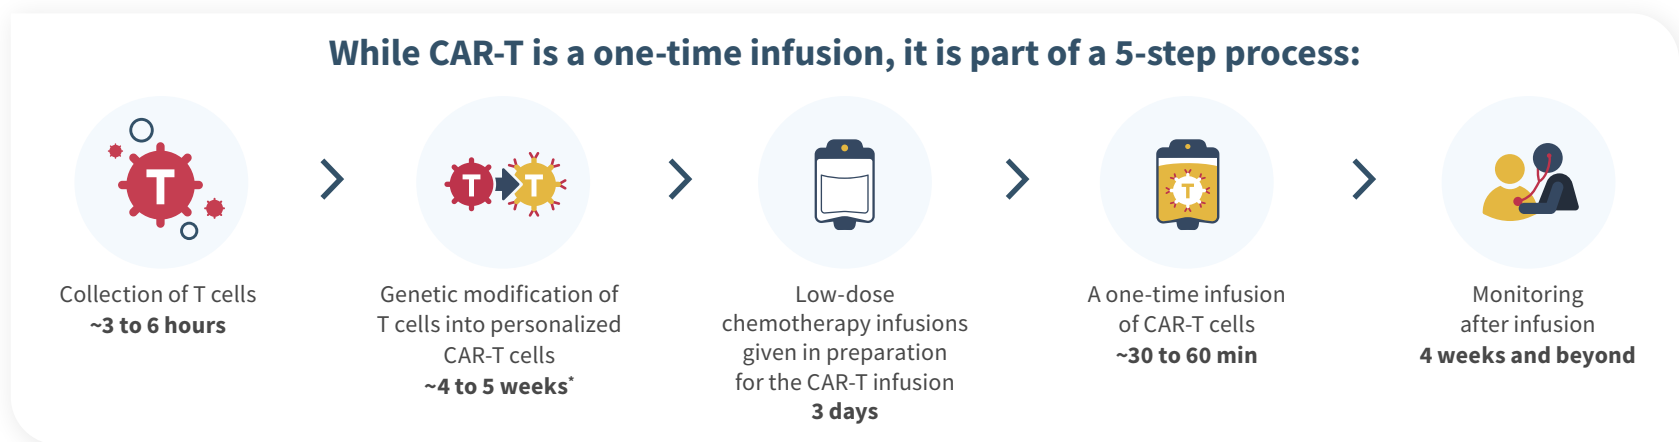 While CAR-T is a one-time infusion, it is part of a 5-step process:
T
T
T
T
Collection of T cells
~3 to 6 hours
Genetic modification of
T cells into personalized
CAR-T cells
~4 to 5 weeks*
Low-dose
chemotherapy infusions
given in preparation
for the CAR-T infusion
3 days
A one-time infusion
of CAR-T cells
~30 to 60 min
Monitoring
after infusion
4 weeks and beyond